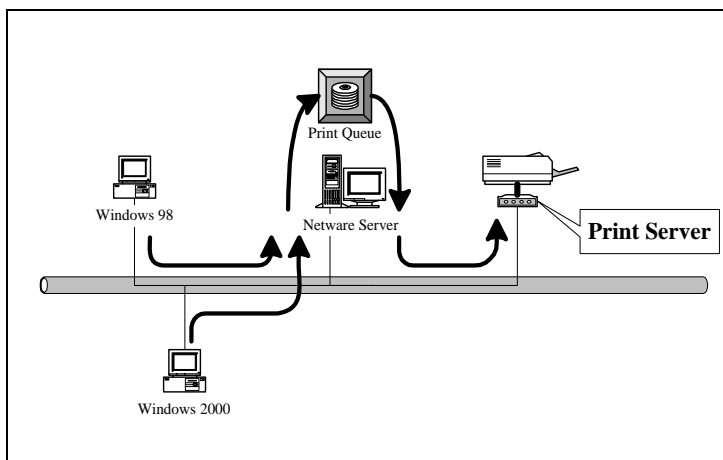 Print Queue
Windows 98
Netware Server
Print Server
Windows 2000